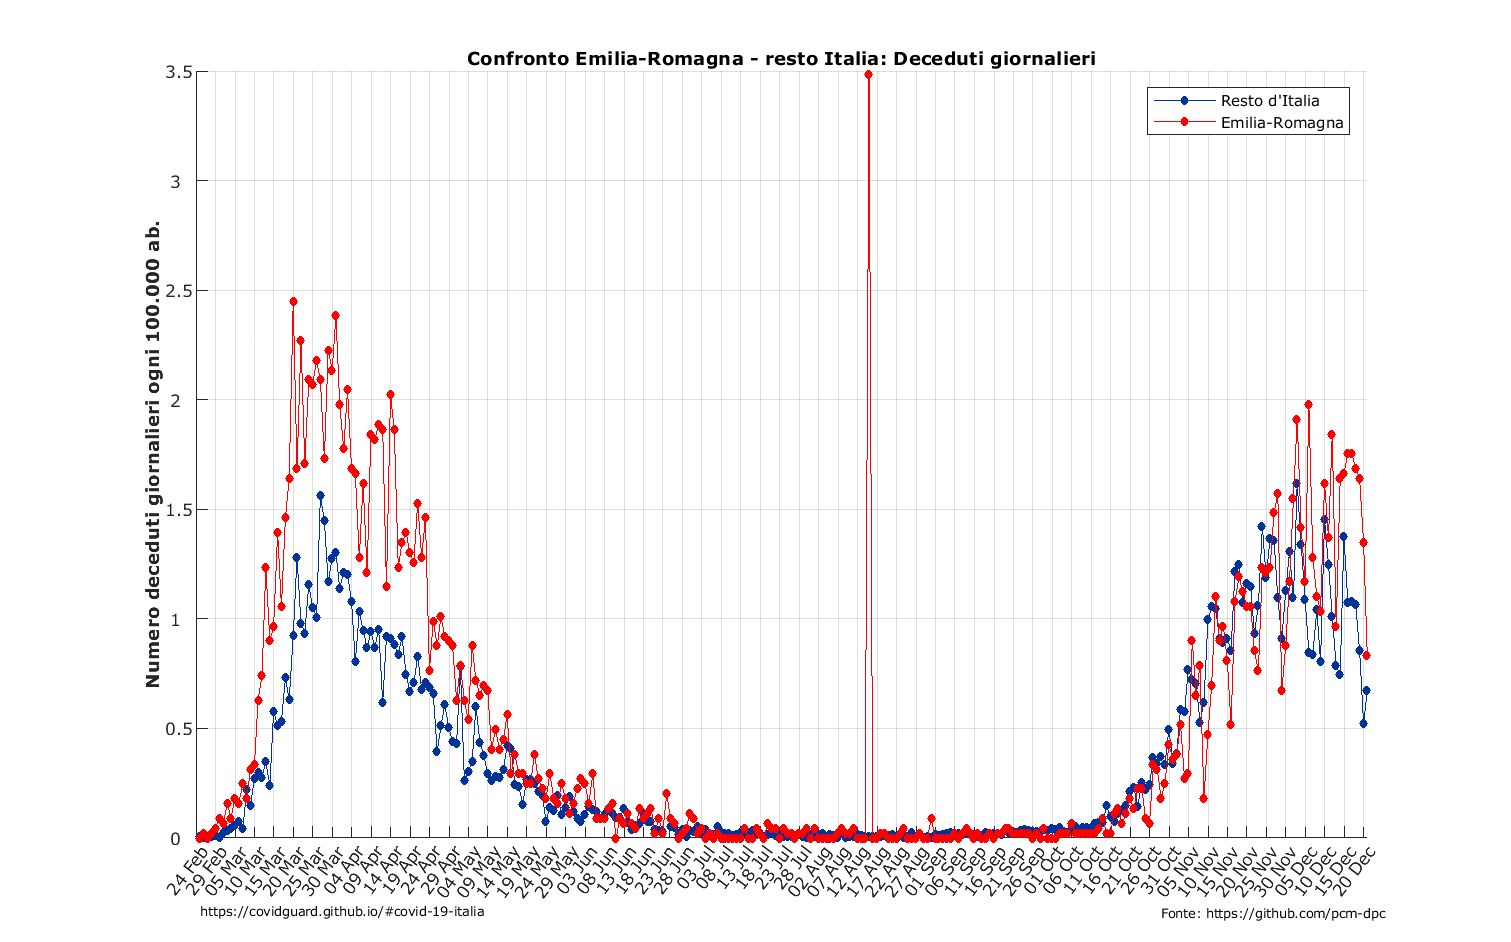 Confronto Emilia-Romagna - resto Italia: Deceduti giornalieri
Numero deceduti giornalieri ogni 100.000 ab.
3.5
3
2.5
2
1.5
1
0.5
0
Resto d'Italia
Emilia-Romagna
24 Feb
29 Feb
05 Mar
10 Mar
15 Mar
20 Mar
25 Mar
30 Mar
04 Apr
09 Apr
14 Apr
19 Apr
24 Apr
29 Apr
04 May
09 May
14 May
19 May
24 May
29 May
03 Jun
08 Jun
13 Jun
18 Jun
23 Jun
28 Jun
03 Jul
08 Jul
13 Jul
18 Jul
23 Jul
28 Jul
02 Aug
07 Aug
12 Aug
17 Aug
22 Aug
27 Aug
01 Sep
06 Sep
11 Sep
16 Sep
21 Sep
26 Sep
01 Oct
06 Oct
11 Oct
16 Oct
21 Oct
26 Oct
31 Oct
05 Nov
10 Nov
15 Nov
20 Nov
25 Nov
30 Nov
05 Dec
10 Dec
15 Dec
20 Dec
https://covidguard.github.io/#covid-19-italia
Fonte: https://github.com/pcm-dpc